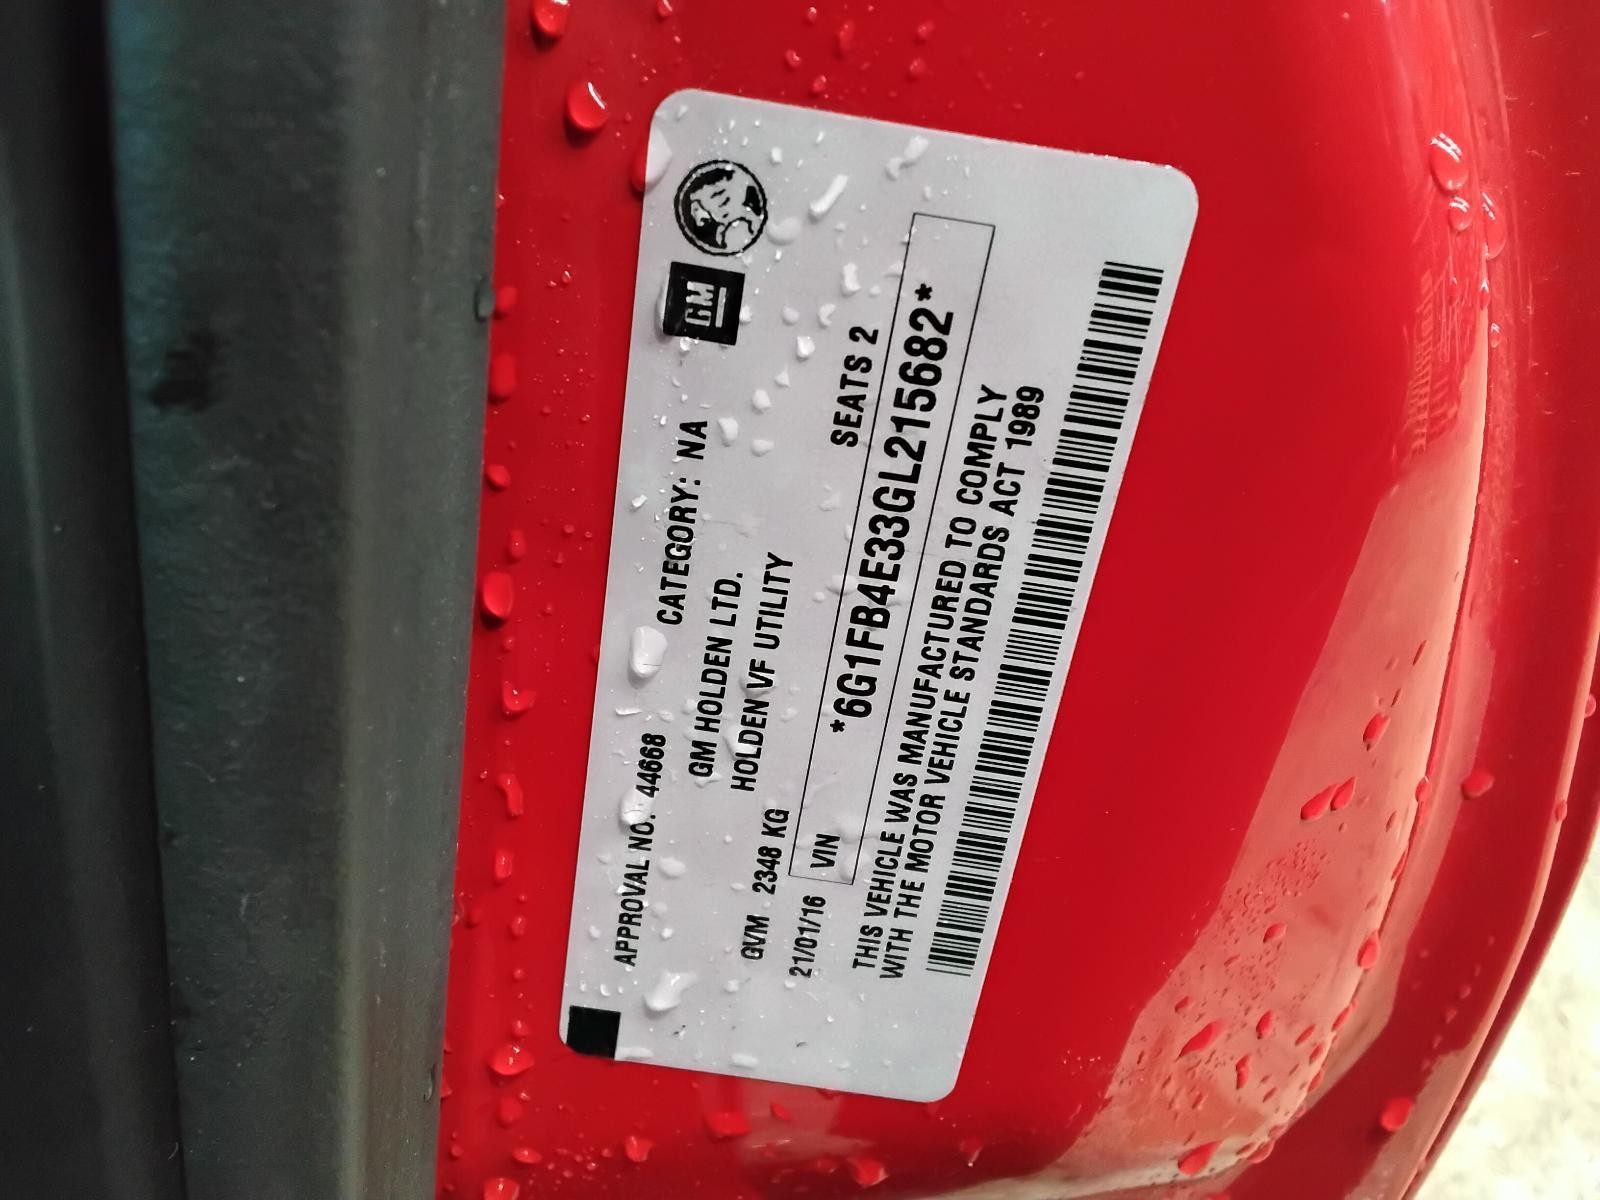 APPROVAL NO. 44668 CATEGORY: NA
GM
GM HOLDEN LTD.
HOLDEN VF UTILITY
GVM 2348 KG
21/01/16 SEATS 2
VIN *6G1FB4E33GL215682*
THIS VEHICLE WAS MANUFACTURED TO COMPLY
WITH THE MOTOR VEHICLE STANDARDS ACT 1989